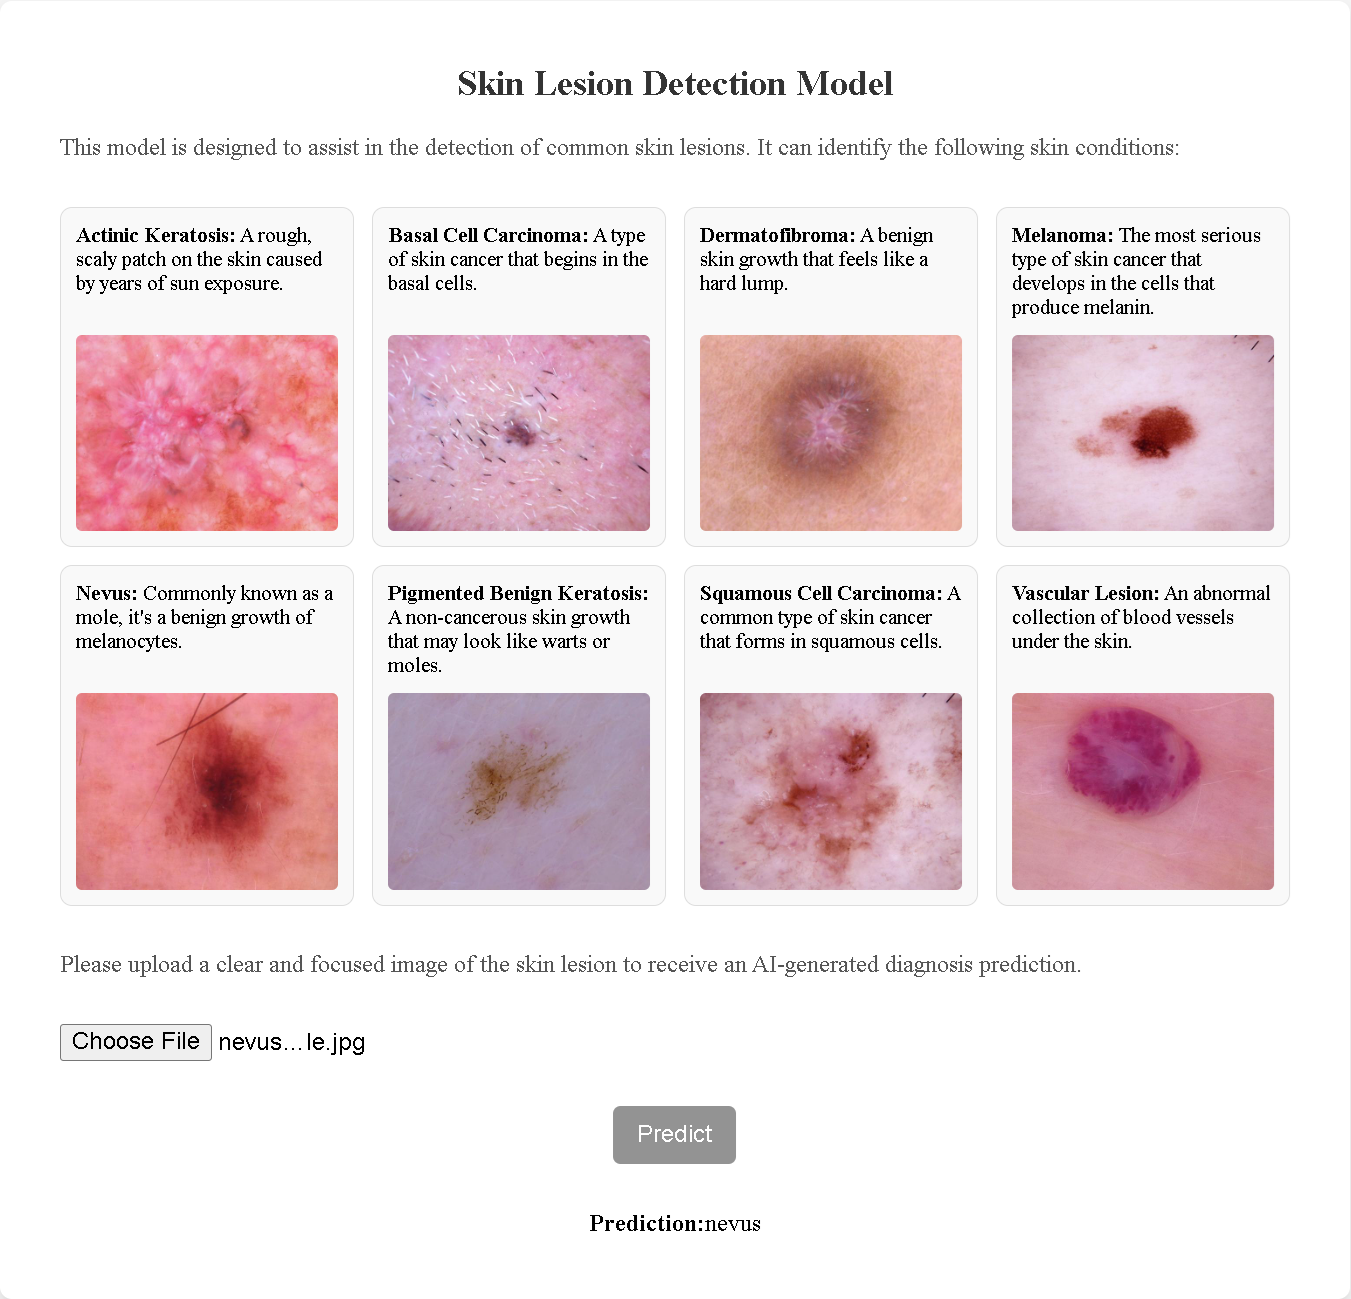 Skin Lesion Detection Model
This model is designed to assist in the detection of common skin lesions. It can identify the following skin conditions:
Actinic Keratosis: A rough,
scaly patch on the skin caused
by years of sun exposure.
Basal Cell Carcinoma: A type
of skin cancer that begins in the
basal cells.
Dermatofibroma: A benign
skin growth that feels like a
hard lump.
Melanoma: The most serious
type of skin cancer that
develops in the cells that
produce melanin.
Nevus: Commonly known as a
mole, it's a benign growth of
melanocytes.
Pigmented Benign Keratosis:
A non-cancerous skin growth
that may look like warts or
moles.
Squamous Cell Carcinoma: A
common type of skin cancer
that forms in squamous cells.
Vascular Lesion: An abnormal
collection of blood vessels
under the skin.
Please upload a clear and focused image of the skin lesion to receive an AI-generated diagnosis prediction.
Choose File nevus…le.jpg
Predict
Prediction:nevus